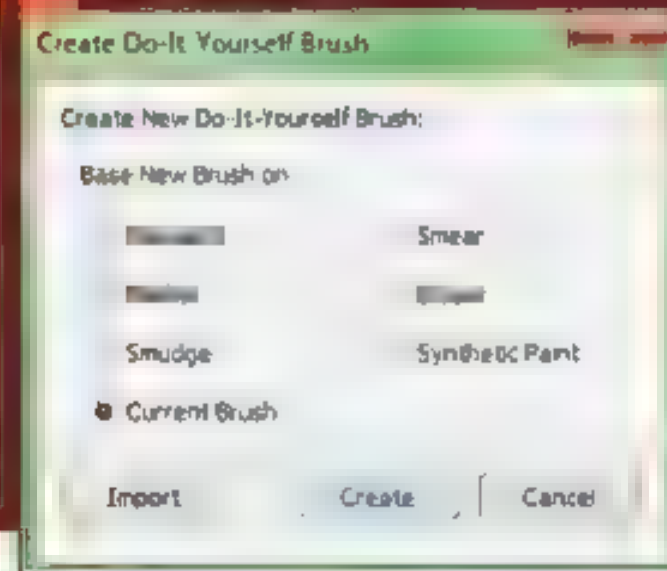 Create Do-It Yourself Brush
Create New Do-It-Yourself Brush:
Base New Brush on
Smear
Smudge Synthetic Paint
Current Brush
Import Create Cancel